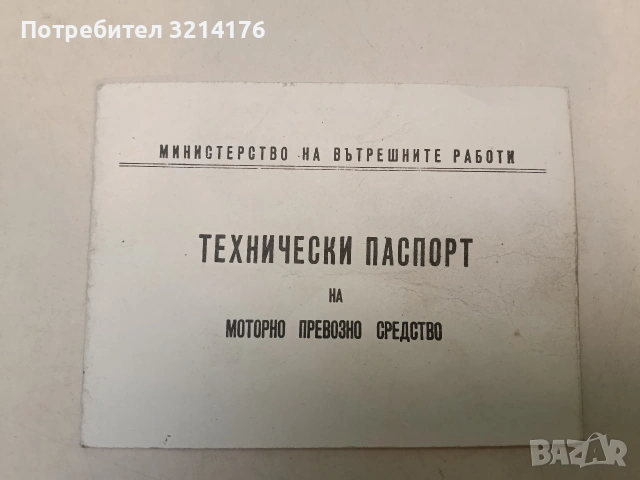 Потребител 3214176
МИНИСТЕРСТВО НА ВЪТРЕШНИТЕ РАБОТИ
ТЕХНИЧЕСКИ ПАСПОРТ
НА
МОТОРНО ПРЕВОЗНО СРЕДСТВО
BAZAR